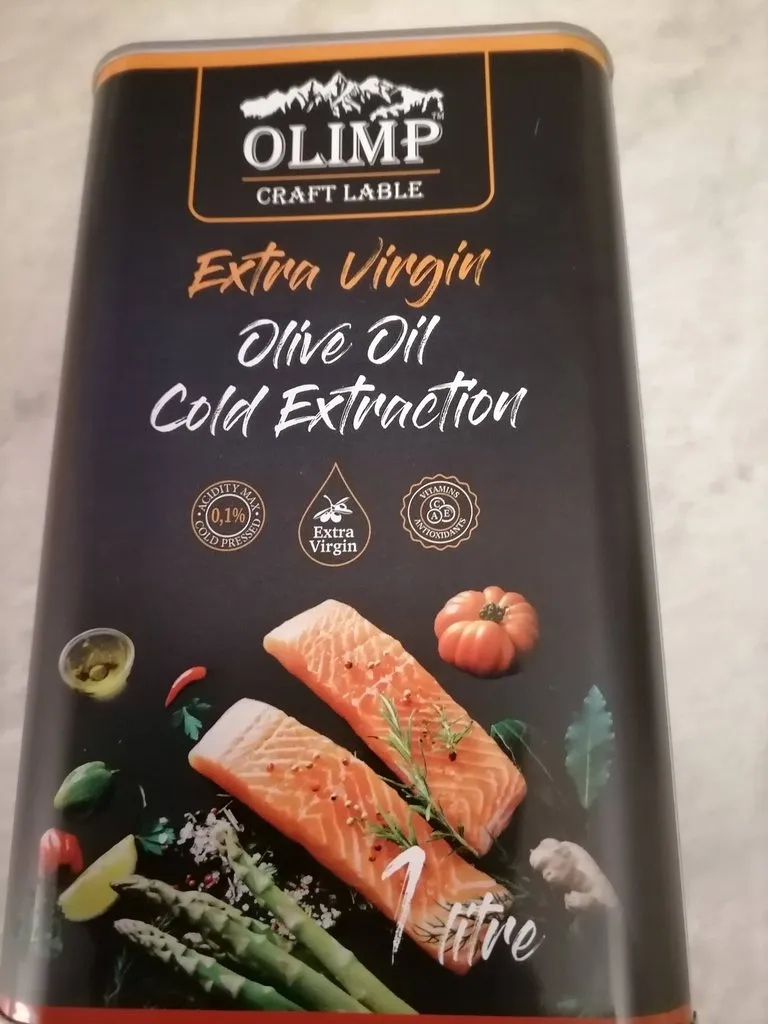 OLIMP™
CRAFT LABLE
Extra Virgin
Olive Oil
Cold Extraction
ACIDITY MAX
0,1%
COLD PRESSED
Extra
Virgin
VITAMINS
C
A E
ANTIOXIDANTS
1 litre